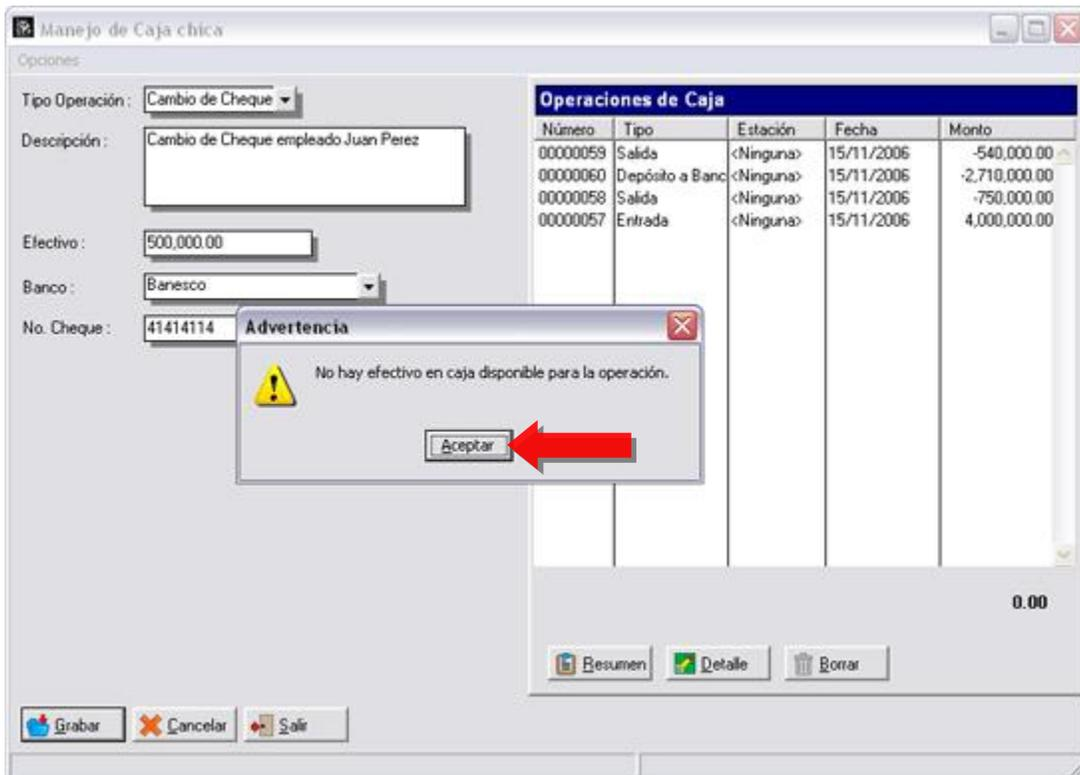 Manejo de Caja chica
Opciones
Tipo Operación : Cambio de Cheque
Descripción : Cambio de Cheque empleado Juan Perez
Efectivo : 500,000.00
Banco : Banesco
No. Cheque : 41414114
Operaciones de Caja
Número Tipo Estación Fecha Monto
00000059 Salida <Ninguna> 15/11/2006 -540,000.00
00000060 Depósito a Banc <Ninguna> 15/11/2006 -2,710,000.00
00000058 Salida <Ninguna> 15/11/2006 -750,000.00
00000057 Entrada <Ninguna> 15/11/2006 4,000,000.00
0.00
Resumen Detalle Borrar
Advertencia
No hay efectivo en caja disponible para la operación.
Aceptar
Grabar Cancelar Salir